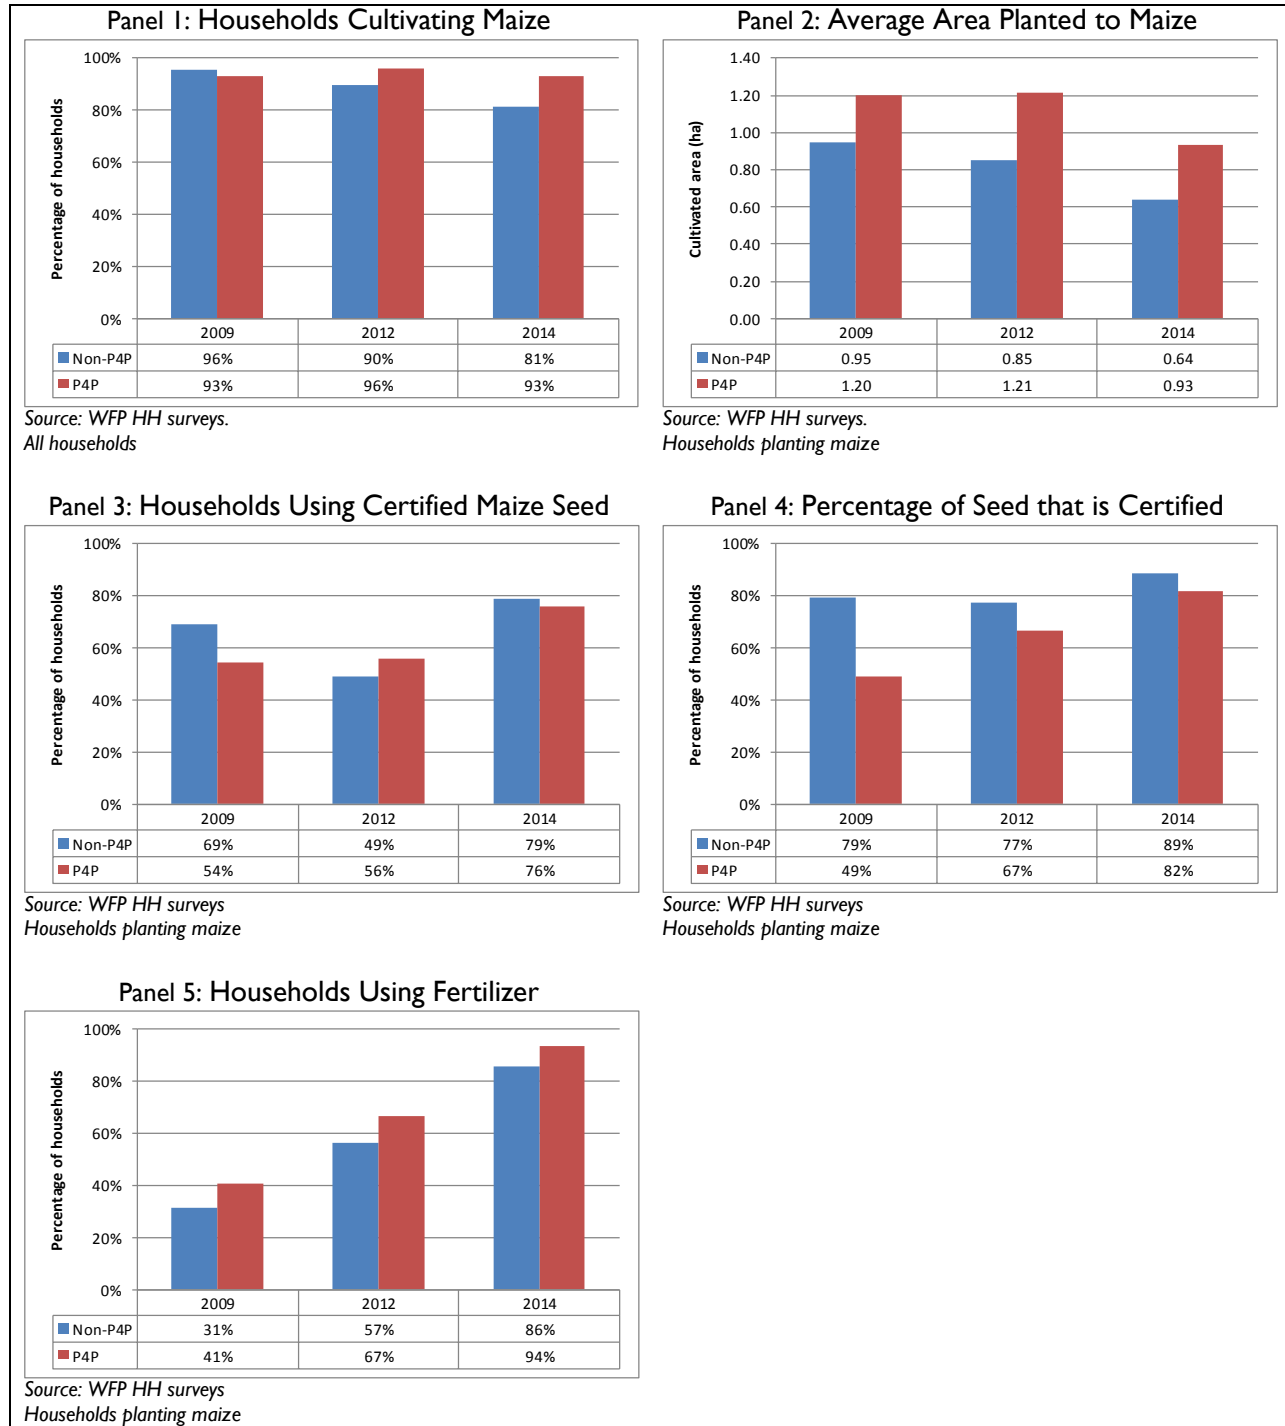 Panel 1: Households Cultivating Maize
100%
80%
60%
40%
20%
0%
Percentage of households
2009 2012 2014
Non-P4P 96% 90% 81%
P4P 93% 96% 93%
Source: WFP HH surveys.
All households
Panel 2: Average Area Planted to Maize
1.40
1.20
1.00
0.80
0.60
0.40
0.20
0.00
Cultivated area (ha)
2009 2012 2014
Non-P4P 0.95 0.85 0.64
P4P 1.20 1.21 0.93
Source: WFP HH surveys.
Households planting maize
Panel 3: Households Using Certified Maize Seed
100%
80%
60%
40%
20%
0%
Percentage of households
2009 2012 2014
Non-P4P 69% 49% 79%
P4P 54% 56% 76%
Source: WFP HH surveys
Households planting maize
Panel 4: Percentage of Seed that is Certified
100%
80%
60%
40%
20%
0%
Percentage of households
2009 2012 2014
Non-P4P 79% 77% 89%
P4P 49% 67% 82%
Source: WFP HH surveys
Households planting maize
Panel 5: Households Using Fertilizer
100%
80%
60%
40%
20%
0%
Percentage of households
2009 2012 2014
Non-P4P 31% 57% 86%
P4P 41% 67% 94%
Source: WFP HH surveys
Households planting maize